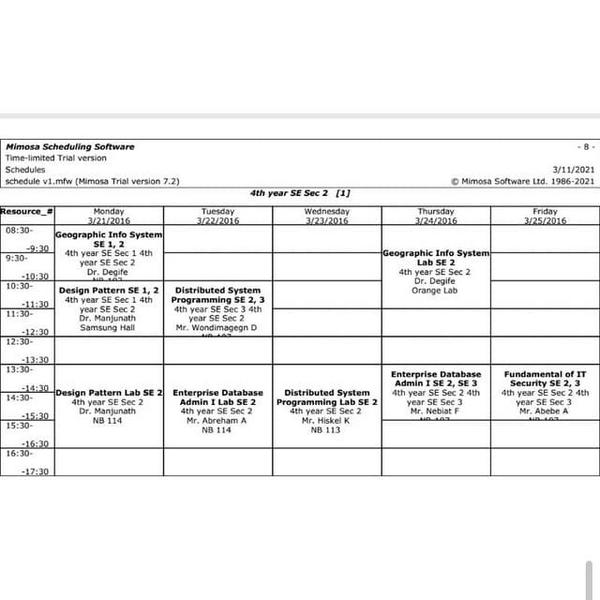 Mimosa Scheduling Software
- 8 -
Time-limited Trial version
Schedules
3/11/2021
schedule v1.mfw (Mimosa Trial version 7.2)
© Mimosa Software Ltd. 1986-2021
4th year SE Sec 2 [1]
Resource_# Monday Tuesday Wednesday Thursday Friday
3/21/2016 3/22/2016 3/23/2016 3/24/2016 3/25/2016
08:30-
-9:30
9:30-
-10:30
Geographic Info System
SE 1, 2
4th year SE Sec 1 4th
year SE Sec 2
Dr. Degife
Geographic Info System
Lab SE 2
4th year SE Sec 2
Dr. Degife
Orange Lab
10:30-
-11:30
11:30-
-12:30
Design Pattern SE 1, 2
4th year SE Sec 1 4th
year SE Sec 2
Dr. Manjunath
Samsung Hall
Distributed System
Programming SE 2, 3
4th year SE Sec 3 4th
year SE Sec 2
Mr. Wondimagegn D
12:30-
-13:30
13:30-
-14:30
14:30-
-15:30
15:30-
-16:30
Design Pattern Lab SE 2
4th year SE Sec 2
Dr. Manjunath
NB 114
Enterprise Database
Admin I Lab SE 2
4th year SE Sec 2
Mr. Abreham A
NB 114
Distributed System
Programming Lab SE 2
4th year SE Sec 2
Mr. Hiskel K
NB 113
Enterprise Database
Admin I SE 2, SE 3
4th year SE Sec 2 4th
year SE Sec 3
Mr. Nebiat F
Fundamental of IT
Security SE 2, 3
4th year SE Sec 2 4th
year SE Sec 3
Mr. Abebe A
16:30-
-17:30